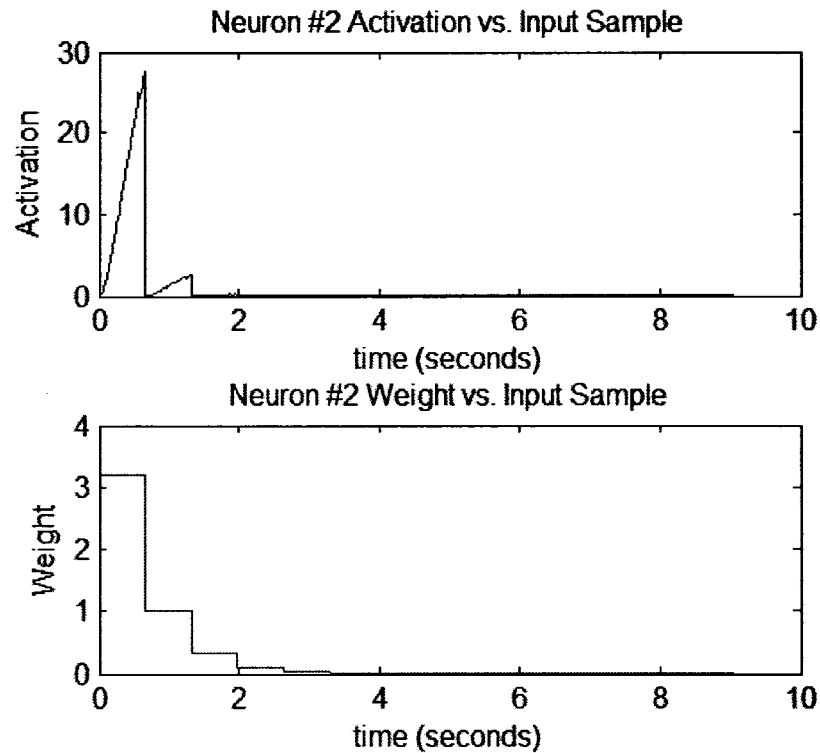 Neuron #2 Activation vs. Input Sample
30
20
10
0
Activation
0 2 4 6 8 10
time (seconds)
Neuron #2 Weight vs. Input Sample
4
3
2
1
0
Weight
0 2 4 6 8 10
time (seconds)